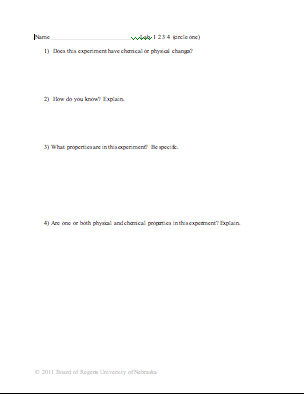 Name ______________________ Lab 1 2 3 4 (circle one)
1) Does this experiment have chemical or physical changes?
2) How do you know? Explain.
3) What properties are in this experiment? Be specific.
4) Are one or both physical and chemical properties in this experiment? Explain.
© 2011 Board of Regents University of Nebraska